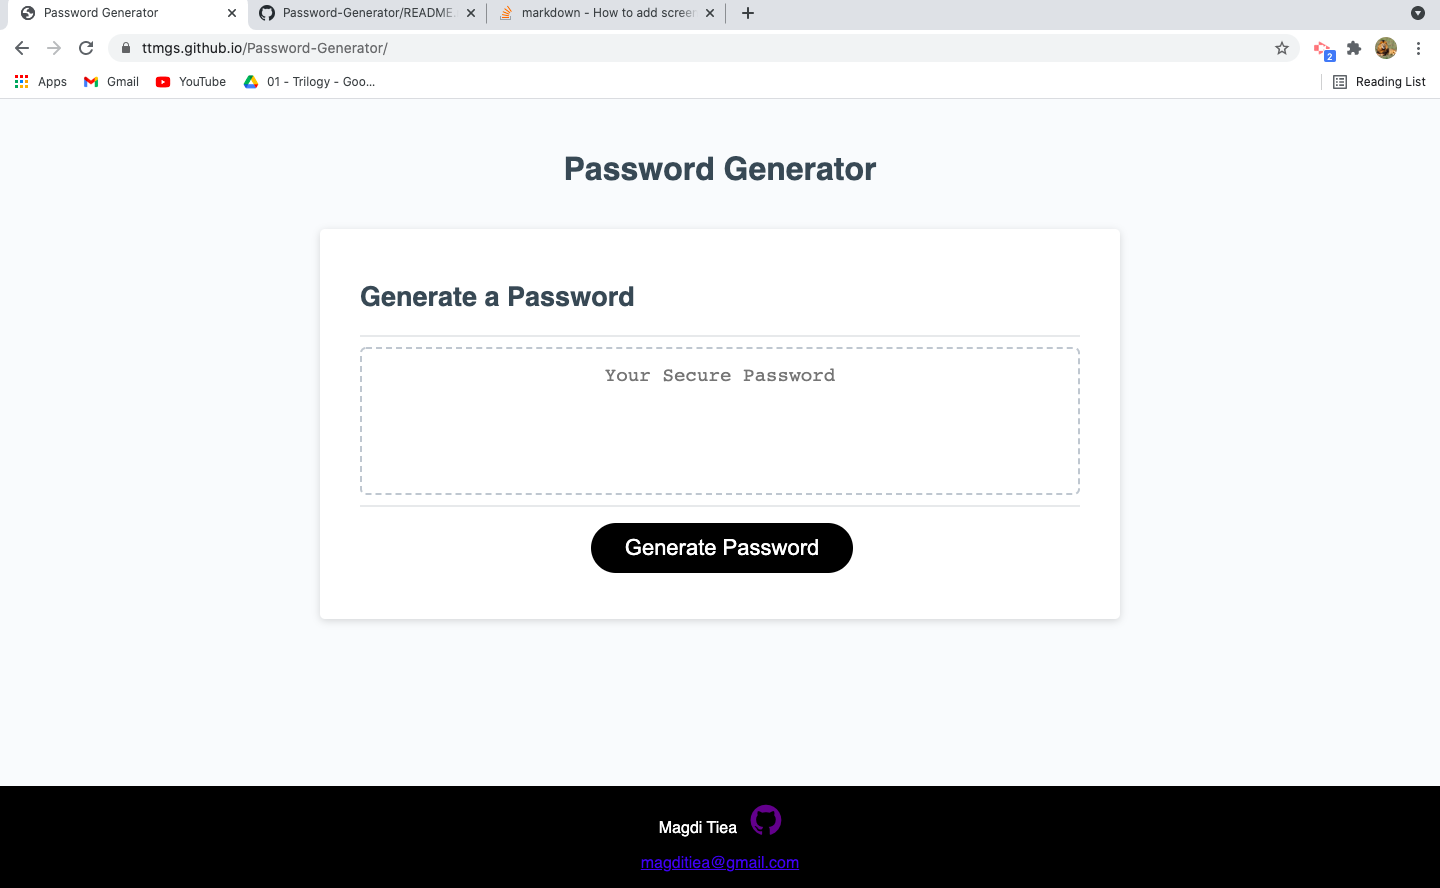 Password Generator
Password-Generator/README.
markdown - How to add screen
ttmgs.github.io/Password-Generator/
2
Apps
Gmail
YouTube
01 - Trilogy - Goo...
Reading List
Password Generator
Generate a Password
Your Secure Password
Generate Password
Magdi Tiea
magditiea@gmail.com